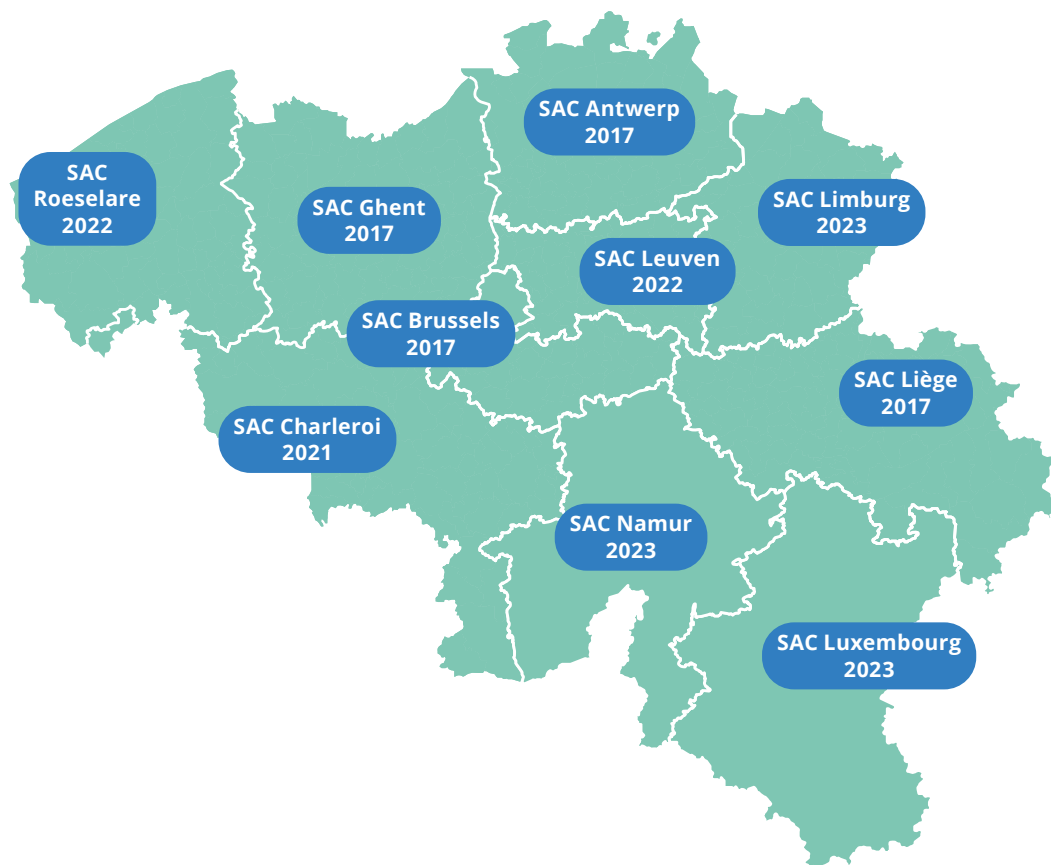 SAC Antwerp
2017
SAC
Roeselare
2022
SAC Ghent
2017
SAC Limburg
2023
SAC Leuven
2022
SAC Brussels
2017
SAC Liège
2017
SAC Charleroi
2021
SAC Namur
2023
SAC Luxembourg
2023